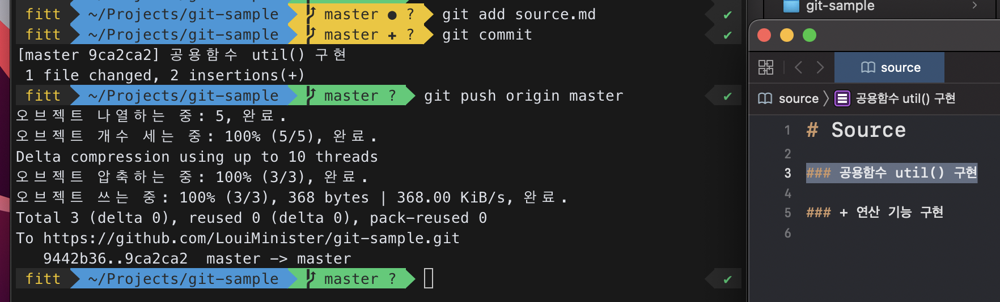 fitt ~/Projects/git-sample master ● ? git add source.md ✔
fitt ~/Projects/git-sample master + ? git commit ✔
[master 9ca2ca2] 공용함수 util() 구현
1 file changed, 2 insertions(+)
fitt ~/Projects/git-sample master ? git push origin master ✔
오브젝트 나열하는 중: 5, 완료.
오브젝트 개수 세는 중: 100% (5/5), 완료.
Delta compression using up to 10 threads
오브젝트 압축하는 중: 100% (3/3), 완료.
오브젝트 쓰는 중: 100% (3/3), 368 bytes | 368.00 KiB/s, 완료.
Total 3 (delta 0), reused 0 (delta 0), pack-reused 0
To https://github.com/LouiMinister/git-sample.git
9442b36..9ca2ca2 master -> master
fitt ~/Projects/git-sample master ? ✔
git-sample
source
source 〉 공용함수 util() 구현
1 # Source
2
3 ### 공용함수 util() 구현
4
5 ### + 연산 기능 구현
6